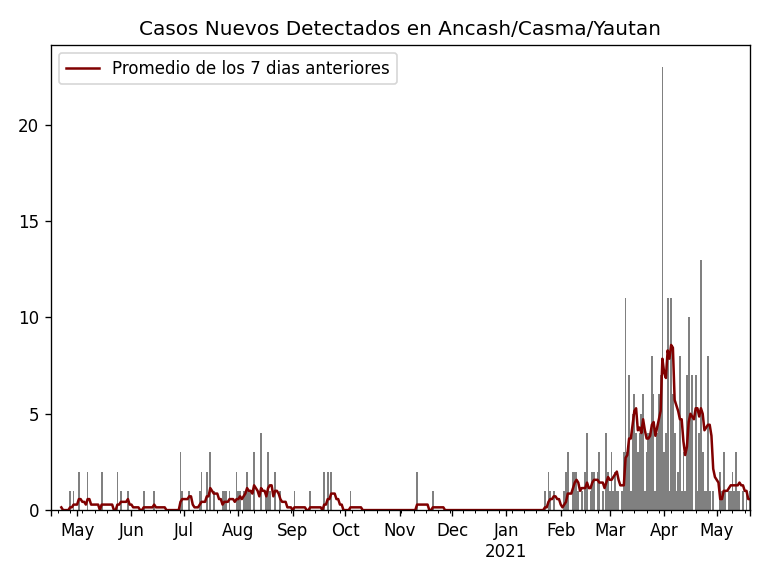 Casos Nuevos Detectados en Ancash/Casma/Yautan
Promedio de los 7 dias anteriores
20
15
10
5
0
May Jun Jul Aug Sep Oct Nov Dec Jan Feb Mar Apr May
2021